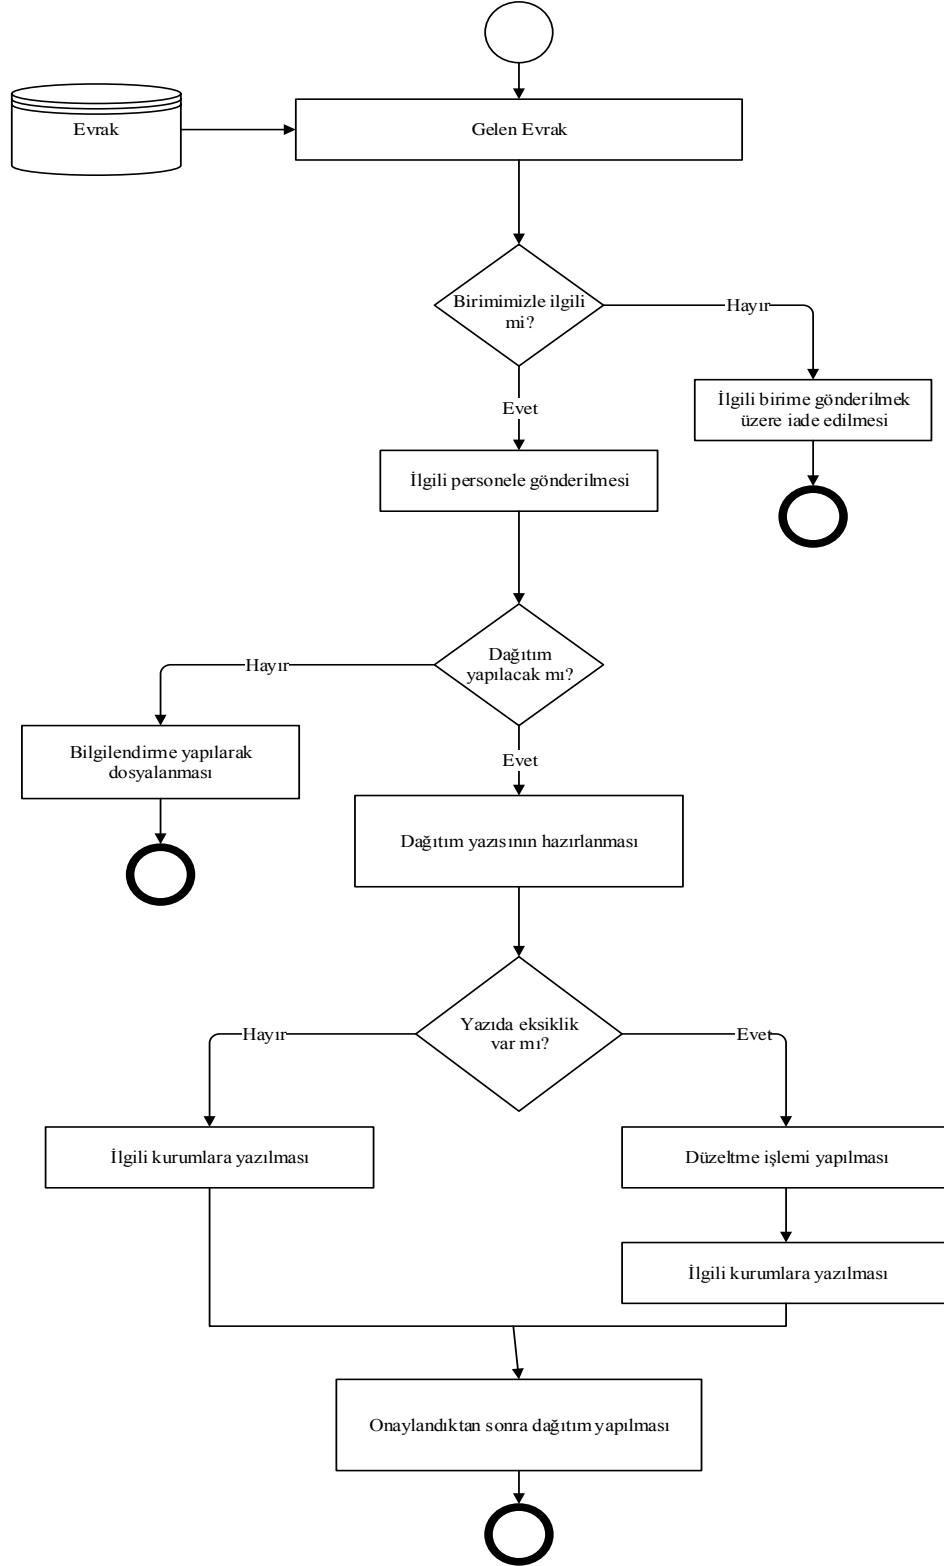 Evrak
Gelen Evrak
Birimimizle ilgili
mi?
Hayır
Evet
İlgili birime gönderilmek
üzere iade edilmesi
İlgili personele gönderilmesi
Dağıtım
yapılacak mı?
Hayır
Bilgilendirme yapılarak
dosyalanması
Evet
Dağıtım yazısının hazırlanması
Yazıda eksiklik
var mı?
Hayır
Evet
İlgili kurumlara yazılması
Düzeltme işlemi yapılması
İlgili kurumlara yazılması
Onaylandıktan sonra dağıtım yapılması